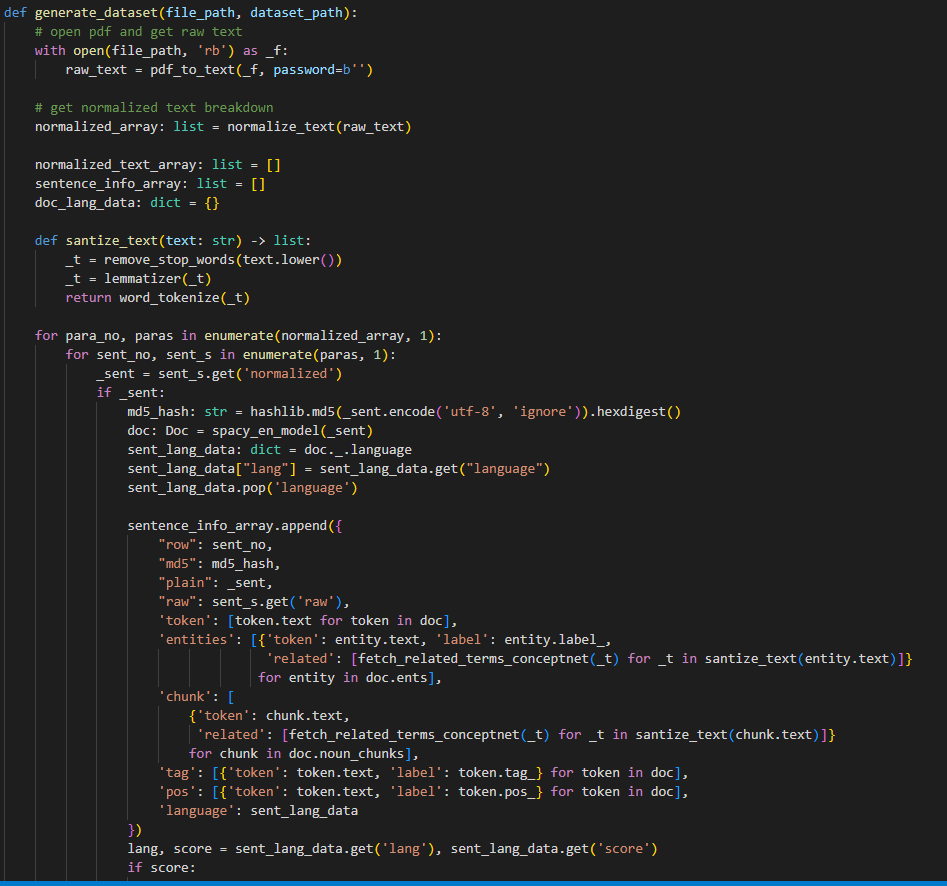 def generate_dataset(file_path, dataset_path):
    # open pdf and get raw text
    with open(file_path, 'rb') as _f:
        raw_text = pdf_to_text(_f, password=b'')
    # get normalized text breakdown
    normalized_array: list = normalize_text(raw_text)
    normalized_text_array: list = []
    sentence_info_array: list = []
    doc_lang_data: dict = {}
    def santize_text(text: str) -> list:
        _t = remove_stop_words(text.lower())
        _t = lemmatizer(_t)
        return word_tokenize(_t)
    for para_no, paras in enumerate(normalized_array, 1):
        for sent_no, sent_s in enumerate(paras, 1):
            _sent = sent_s.get('normalized')
            if _sent:
                md5_hash: str = hashlib.md5(_sent.encode('utf-8', 'ignore')).hexdigest()
                doc: Doc = spacy_en_model(_sent)
                sent_lang_data: dict = doc._.language
                sent_lang_data["lang"] = sent_lang_data.get("language")
                sent_lang_data.pop('language')
                sentence_info_array.append({
                    "row": sent_no,
                    "md5": md5_hash,
                    "plain": _sent,
                    "raw": sent_s.get('raw'),
                    'token': [token.text for token in doc],
                    'entities': [{'token': entity.text, 'label': entity.label_,
                                  'related': [fetch_related_terms_conceptnet(_t) for _t in santize_text(entity.text)]}
                                 for entity in doc.ents],
                    'chunk': [
                        {'token': chunk.text,
                         'related': [fetch_related_terms_conceptnet(_t) for _t in santize_text(chunk.text)]}
                        for chunk in doc.noun_chunks],
                    'tag': [{'token': token.text, 'label': token.tag_} for token in doc],
                    'pos': [{'token': token.text, 'label': token.pos_} for token in doc],
                    'language': sent_lang_data
                })
                lang, score = sent_lang_data.get('lang'), sent_lang_data.get('score')
                if score: